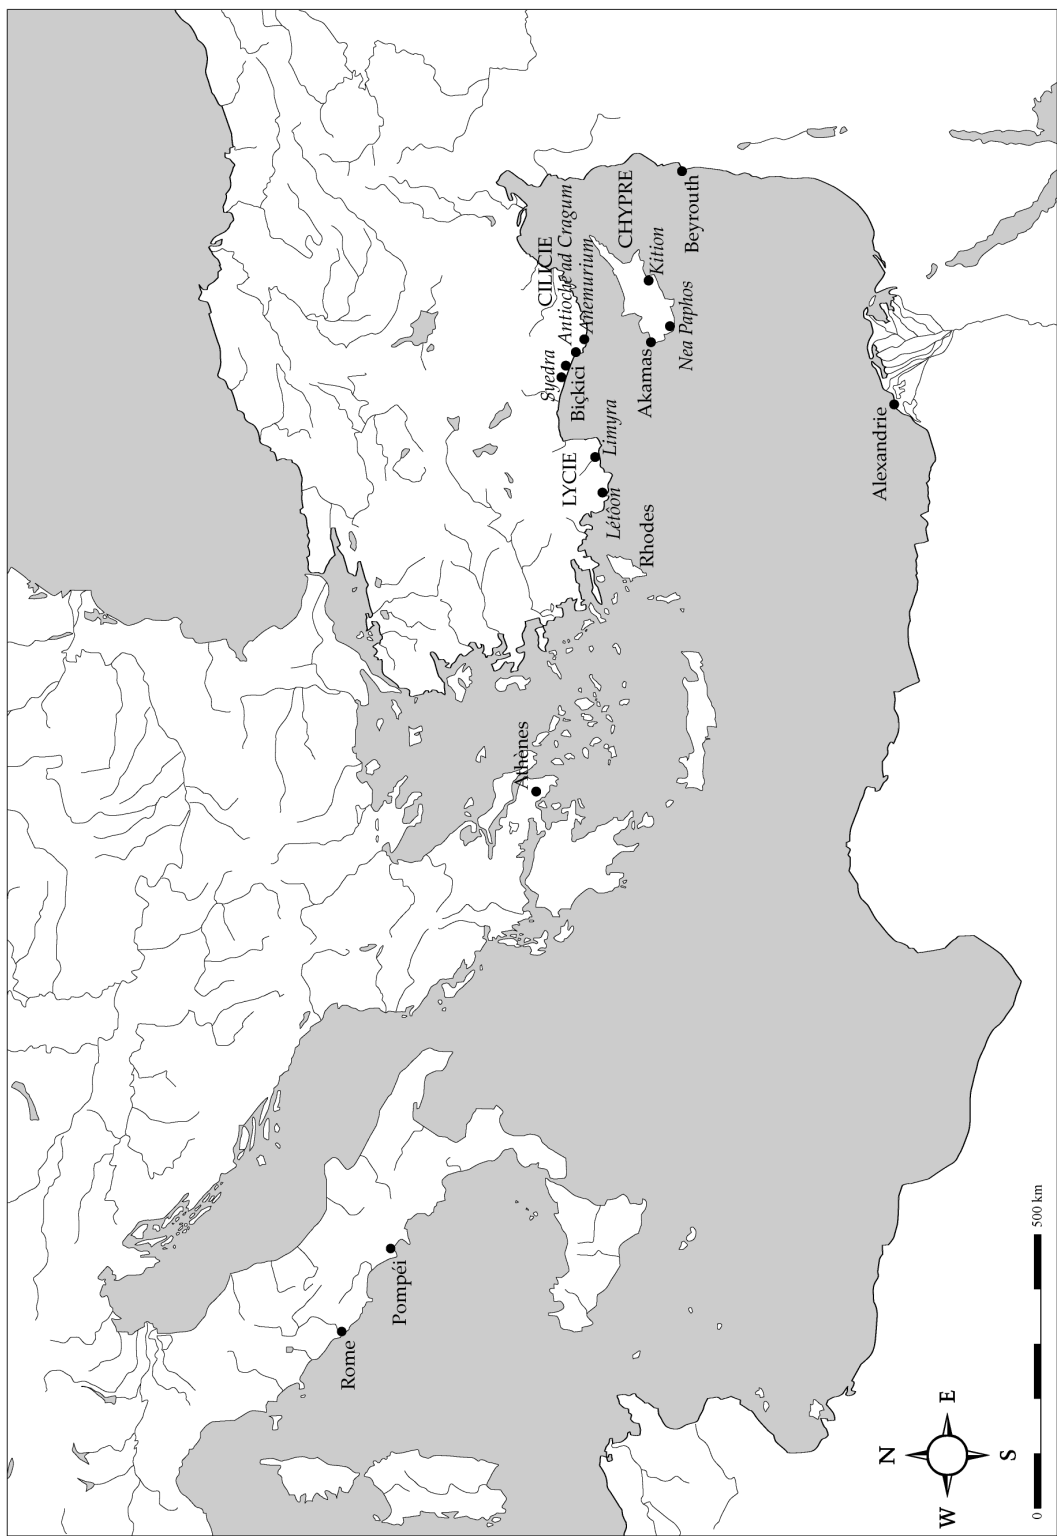 Rome
Pompéi
Athènes
Rhodes
LYCIE
Létôon
Limyra
CILICIE
Syedra
Biçkici
Antioche ad Cragum
Anemurium
CHYPRE
Akamas
Nea Paphos
Kition
Beyrouth
Alexandrie
N
W
E
S
0
500 km